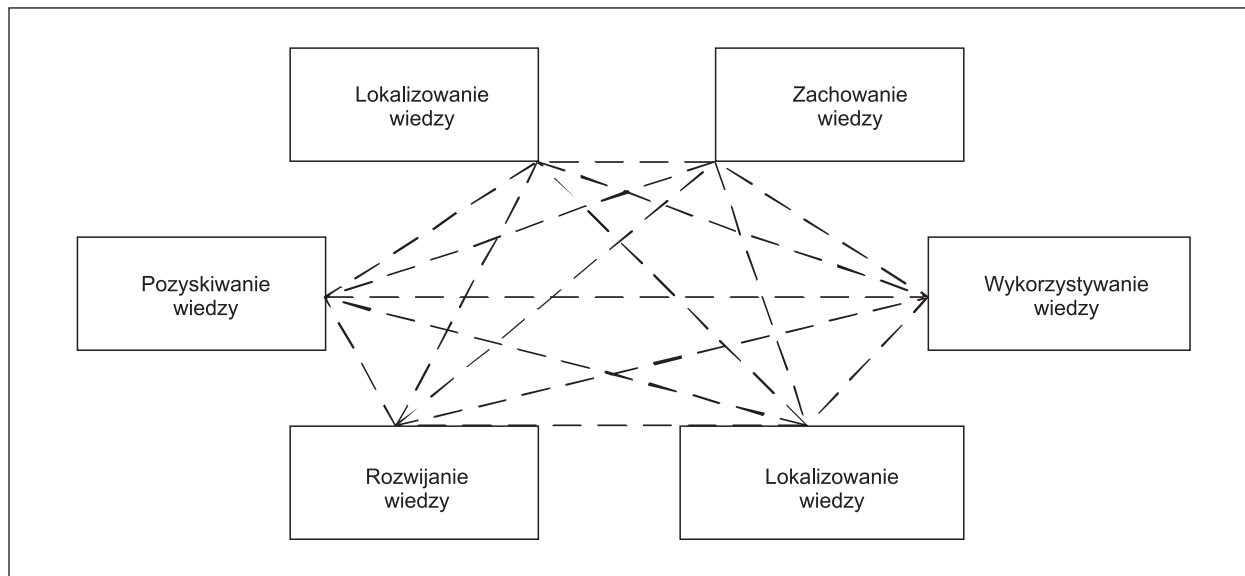 Lokalizowanie
wiedzy
Zachowanie
wiedzy
Pozyskiwanie
wiedzy
Wykorzystywanie
wiedzy
Rozwijanie
wiedzy
Lokalizowanie
wiedzy